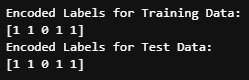 Encoded Labels for Training Data:
[1 1 0 1 1]
Encoded Labels for Test Data:
[1 1 0 1 1]